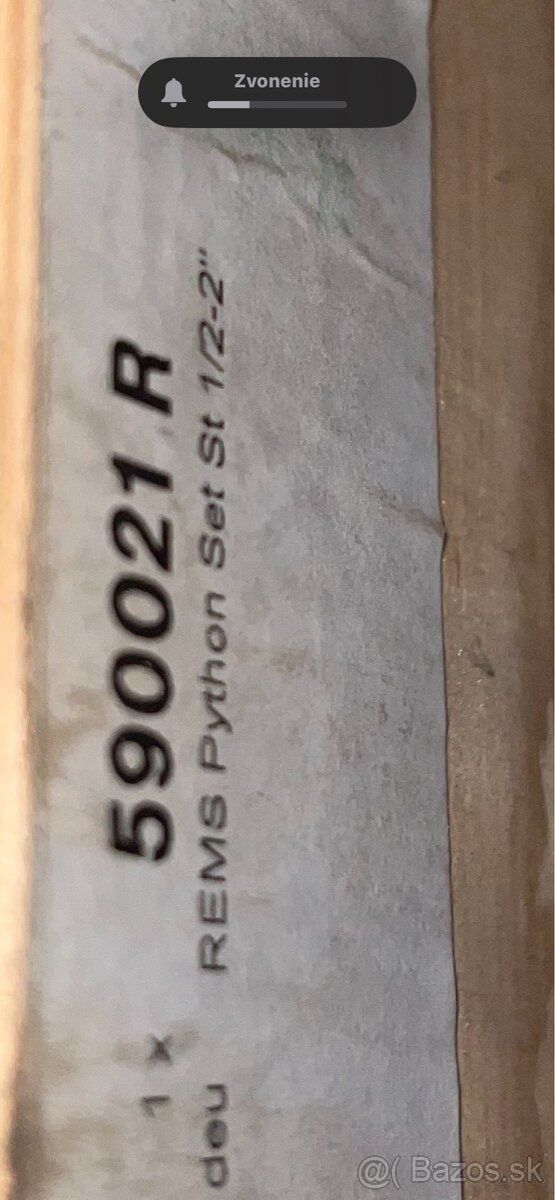 Zvonenie
1 x 590021 R
deu REMS Python Set St 1/2-2"
@( Bazos.sk